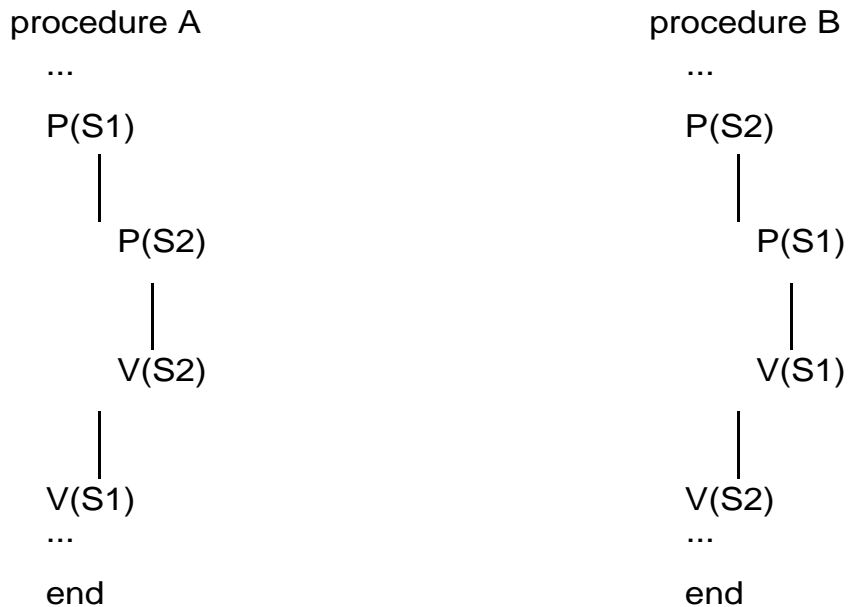 procedure A
...
P(S1)
P(S2)
V(S2)
V(S1)
...
end
procedure B
...
P(S2)
P(S1)
V(S1)
V(S2)
...
end